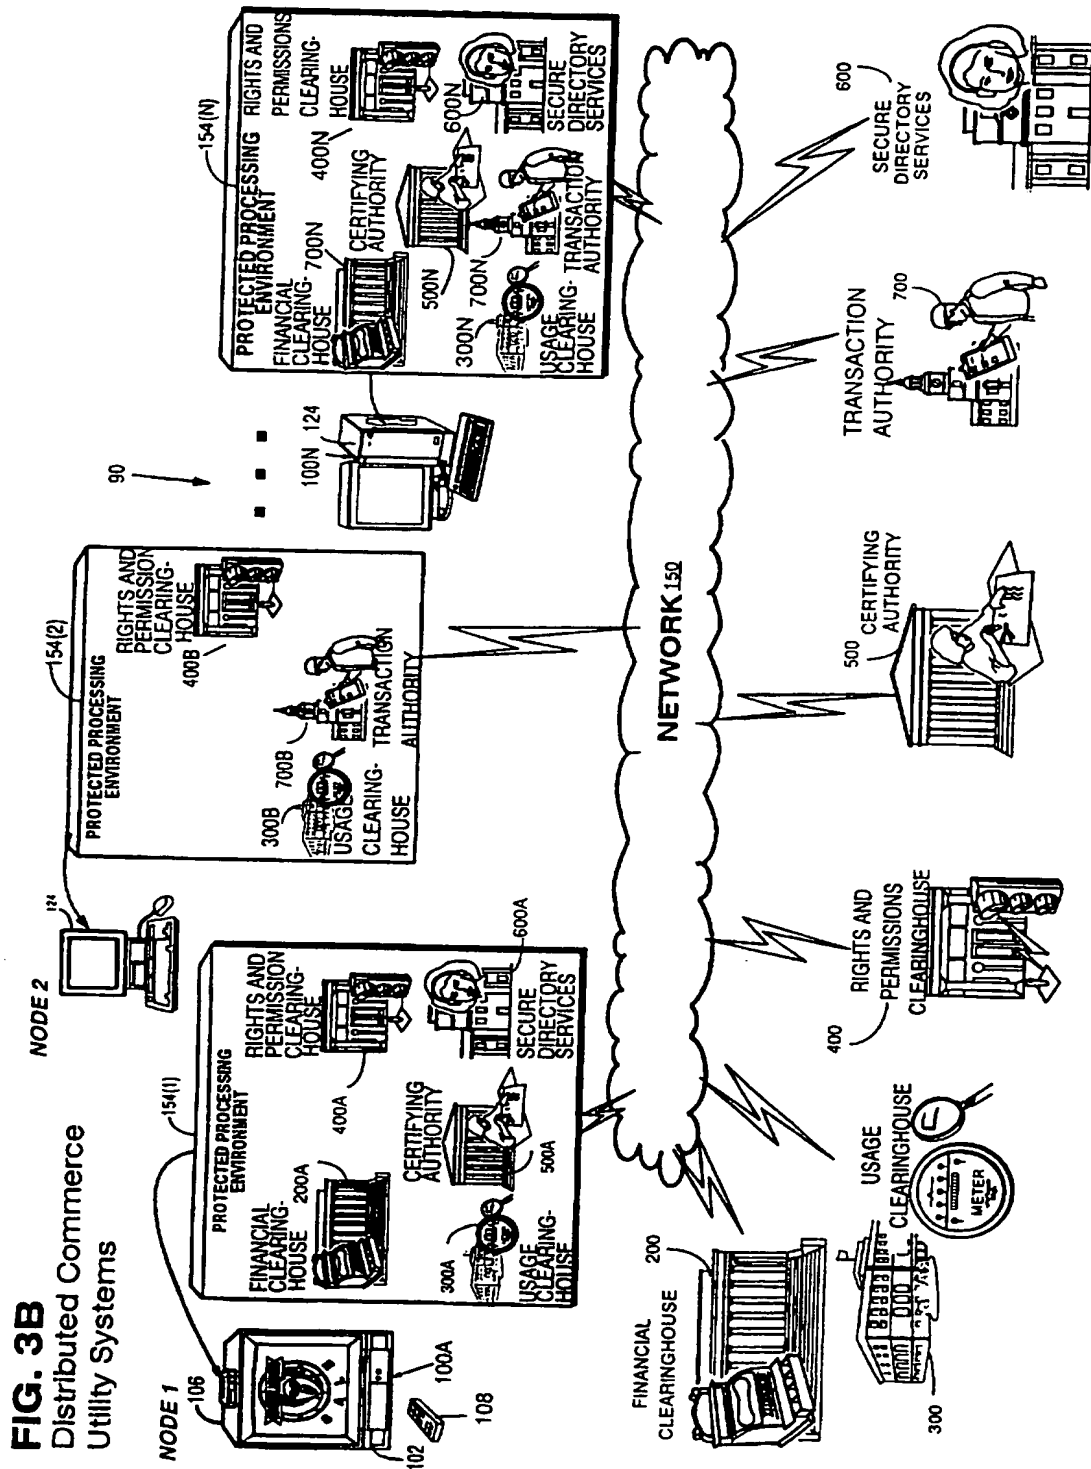 FIG. 3B
Distributed Commerce
Utility Systems
NODE 1
106
102
100A
108
154(1)
PROTECTED PROCESSING
ENVIRONMENT
FINANCIAL
CLEARING-
HOUSE
200A
RIGHTS AND
PERMISSION
CLEARING-
HOUSE
400A
CERTIFYING
AUTHORITY
500A
300A
USAGE
CLEARING-
HOUSE
600A
SECURE
DIRECTORY
SERVICES
NODE 2
124
154(2)
PROTECTED PROCESSING
ENVIRONMENT
RIGHTS AND
PERMISSION
CLEARING-
HOUSE
400B
300B
USAGE
CLEARING-
HOUSE
700B
TRANSACTION
AUTHORITY
90
100N
124
154(N)
PROTECTED PROCESSING
ENVIRONMENT
FINANCIAL
CLEARING-
HOUSE
700N
RIGHTS AND
PERMISSIONS
CLEARING-
HOUSE
400N
CERTIFYING
AUTHORITY
500N
600N
SECURE
DIRECTORY
SERVICES
300N
USAGE
CLEARING-
HOUSE
700N
TRANSACTION
AUTHORITY
NETWORK 150
FINANCIAL
CLEARINGHOUSE
200
300
USAGE
CLEARINGHOUSE
METER
400
RIGHTS AND
PERMISSIONS
CLEARINGHOUSE
500
CERTIFYING
AUTHORITY
TRANSACTION
AUTHORITY
700
SECURE
DIRECTORY
SERVICES
600